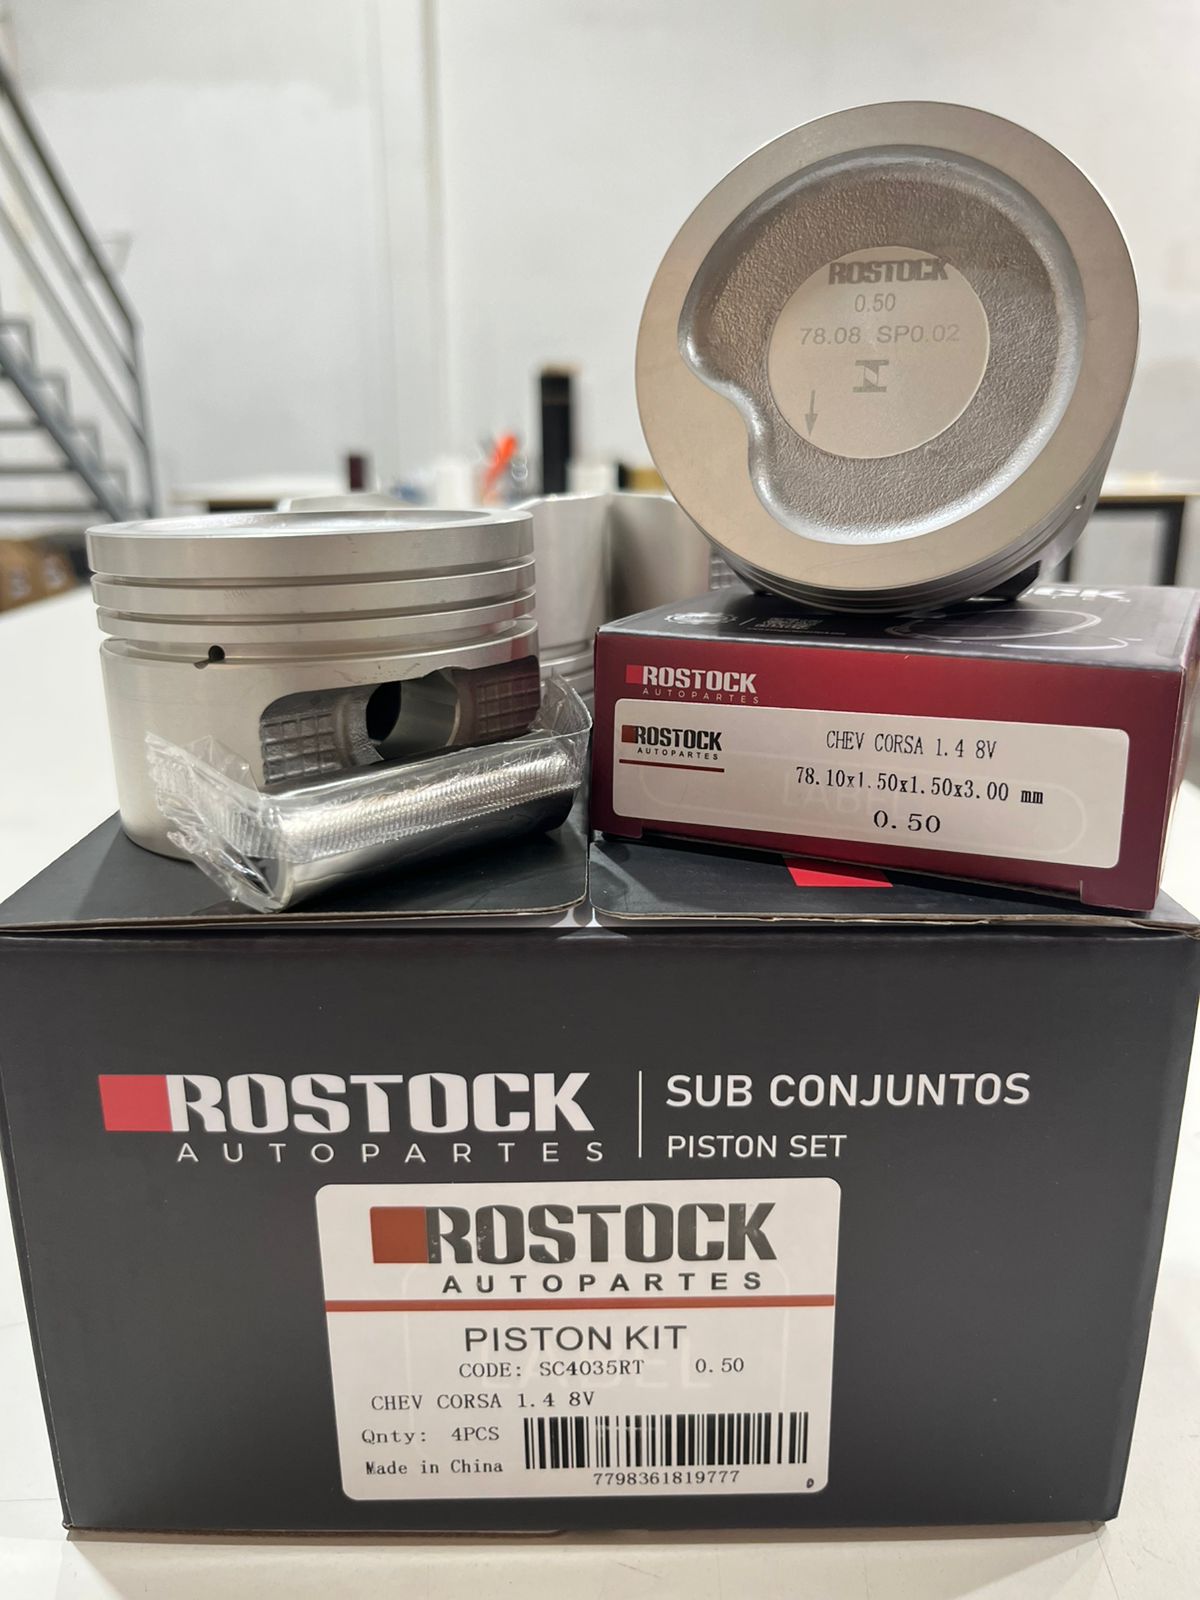 ROSTOCK
0.50
78.08 SP0.02
ROSTOCK
AUTOPARTES
ROSTOCK
AUTOPARTES
CHEV CORSA 1.4 8V
78.10x1.50x1.50x3.00 mm
0.50
ROSTOCK
AUTOPARTES
SUB CONJUNTOS
PISTON SET
ROSTOCK
AUTOPARTES
PISTON KIT
CODE: SC4035RT 0.50
CHEV CORSA 1.4 8V
Qnty: 4PCS
Made in China
7798361819777